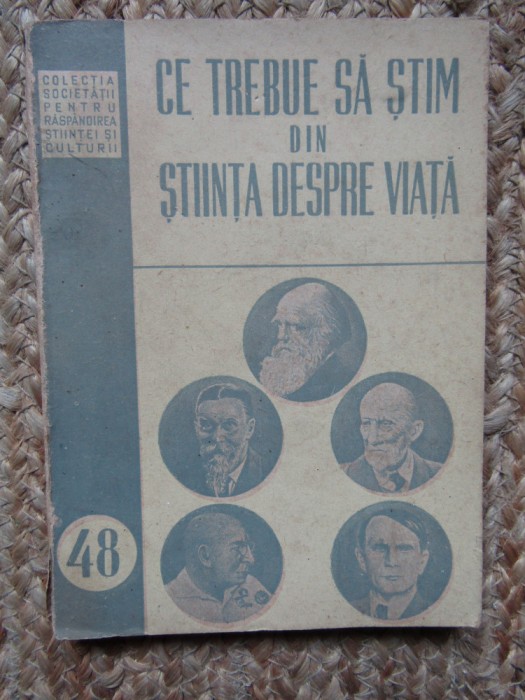 COLECȚIA
SOCIETĂȚII
PENTRU
RĂSPÂNDIREA
ȘTIINȚEI ȘI
CULTURII
CE TREBUE SĂ ȘTIM
DIN
ȘTIINȚA DESPRE VIAȚĂ
48